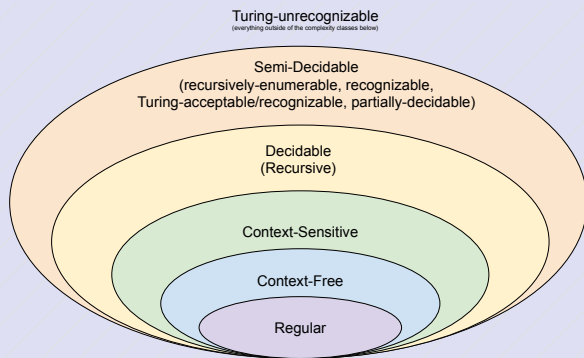 Turing-unrecognizable
(everything outside of the complexity classes below)
Semi-Decidable
(recursively-enumerable, recognizable,
Turing-acceptable/recognizable, partially-decidable)
Decidable
(Recursive)
Context-Sensitive
Context-Free
Regular